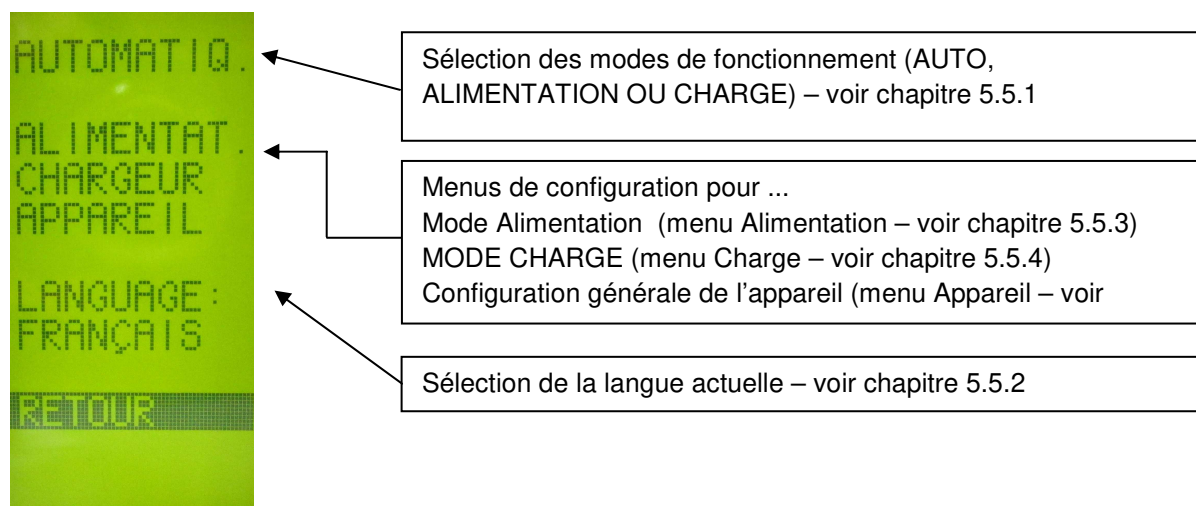 AUTOMATIQ.
ALIMENTAT.
CHARGEUR
APPAREIL
LANGUAGE:
FRANÇAIS
RETOUR
Sélection des modes de fonctionnement (AUTO,
ALIMENTATION OU CHARGE) – voir chapitre 5.5.1
Menus de configuration pour ...
Mode Alimentation (menu Alimentation – voir chapitre 5.5.3)
MODE CHARGE (menu Charge – voir chapitre 5.5.4)
Configuration générale de l’appareil (menu Appareil – voir
Sélection de la langue actuelle – voir chapitre 5.5.2